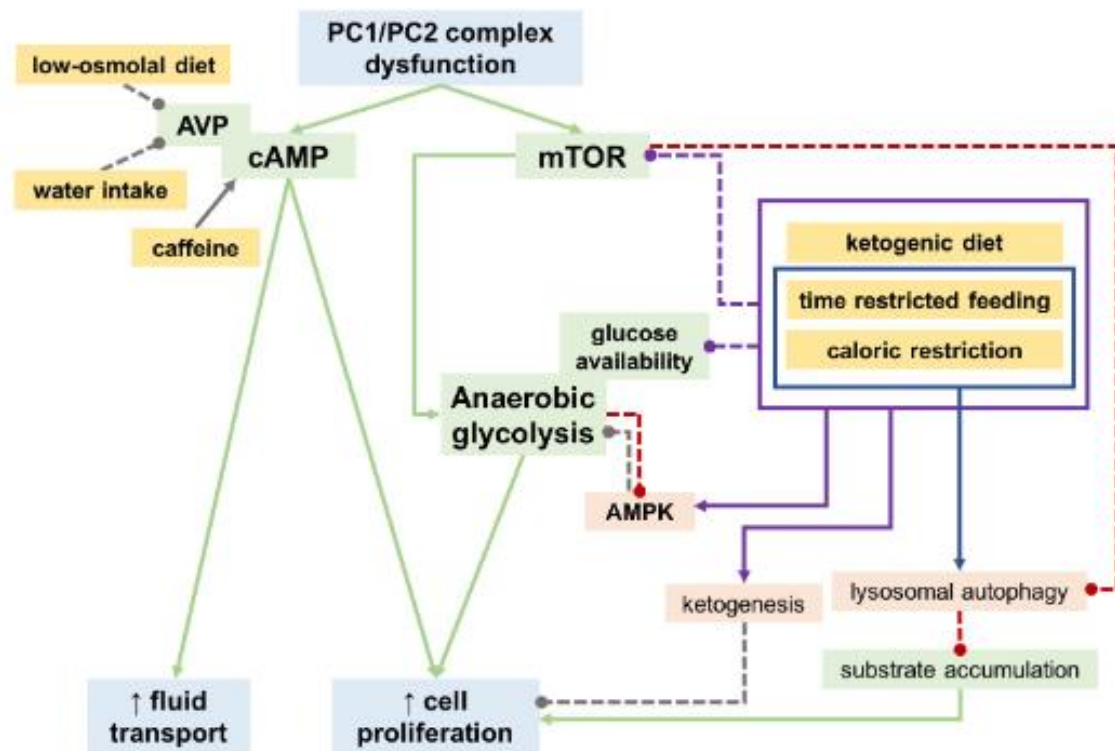 PC1/PC2 complex
dysfunction
low-osmolal diet
AVP
cAMP
mTOR
water intake
caffeine
ketogenic diet
time restricted feeding
caloric restriction
glucose
availability
Anaerobic
glycolysis
AMPK
ketogenesis
lysosomal autophagy
substrate accumulation
↑ fluid
transport
↑ cell
proliferation